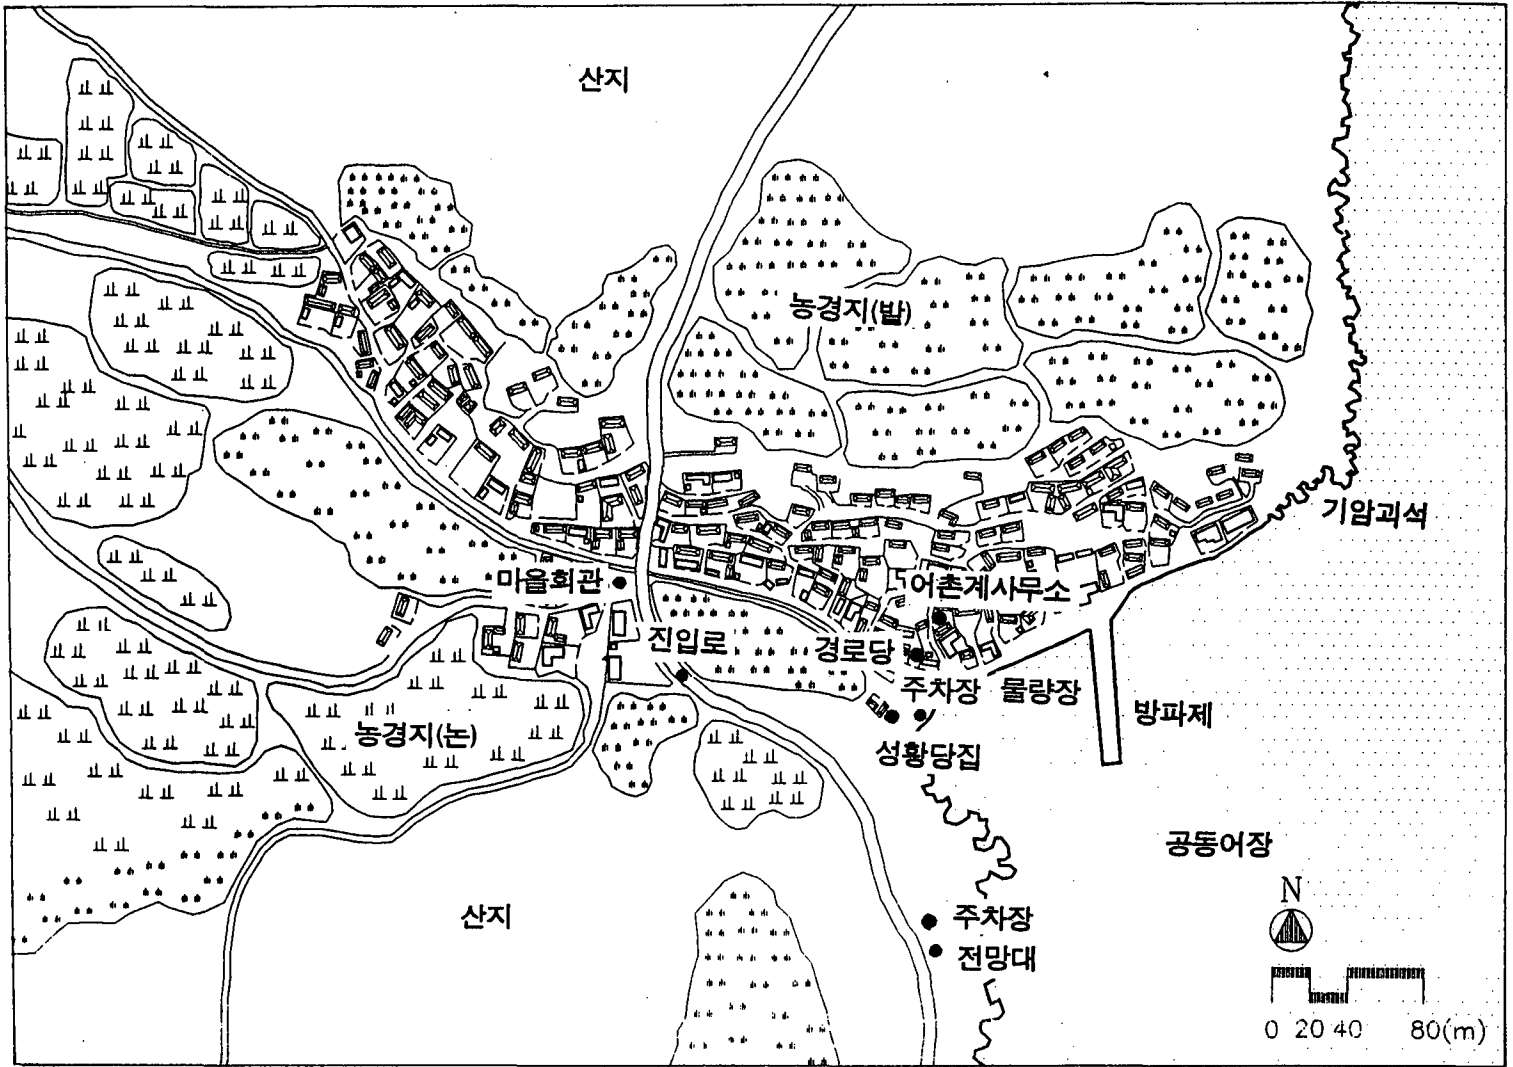 산지
농경지(밭)
기암괴석
마을회관
어촌계사무소
진입로
경로당
주차장
물량장
방파제
농경지(논)
성황당집
공동어장
산지
주차장
전망대
N
0 20 40 80(m)